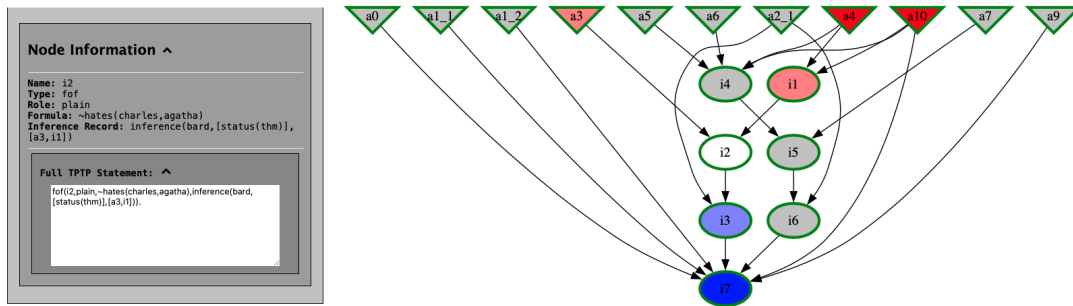 Node Information ^
Name: i2
Type: fof
Role: plain
Formula: ~hates(charles,agatha)
Inference Record: inference(bard,[status(thm)],
[a3,i1])
Full TPTP Statement: ^
fof(i2,plain,~hates(charles,agatha),inference(bard,
[status(thm)],[a3,i1])).
a0 a1_1 a1_2 a3 a5 a6 a2_1 a4 a10 a7 a9
i4 i1
i2 i5
i3 i6
i7